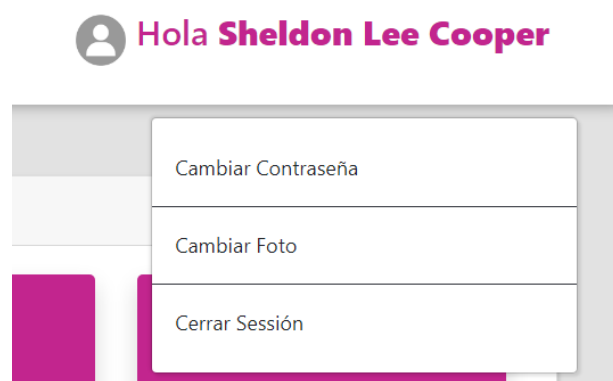 Hola Sheldon Lee Cooper
Cambiar Contraseña
Cambiar Foto
Cerrar Sessión